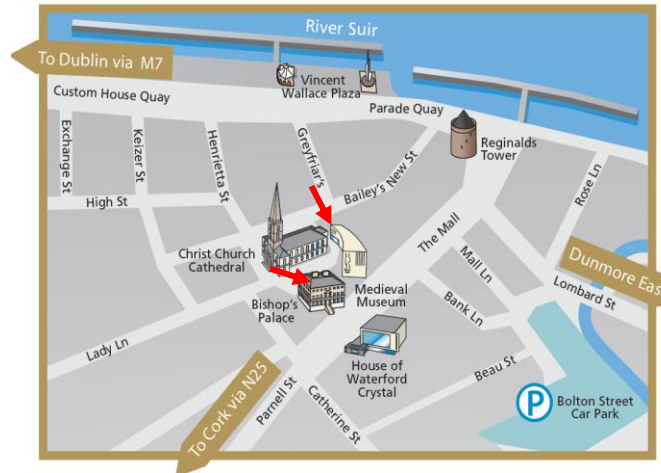 River Suir
To Dublin via M7
Vincent
Wallace Plaza
Custom House Quay
Parade Quay
Exchange St
Keizer St
Henrietta St
Greyfriar's
Reginalds
Tower
Bailey's New St
Rose Ln
High St
The Mall
Christ Church
Cathedral
Mall Ln
Dunmore East
Medieval
Museum
Lombard St
Bishop's
Palace
Bank Ln
Lady Ln
House of
Waterford
Crystal
Beau St
To Cork via N25
Parnell St
Catherine St
P
Bolton Street
Car Park